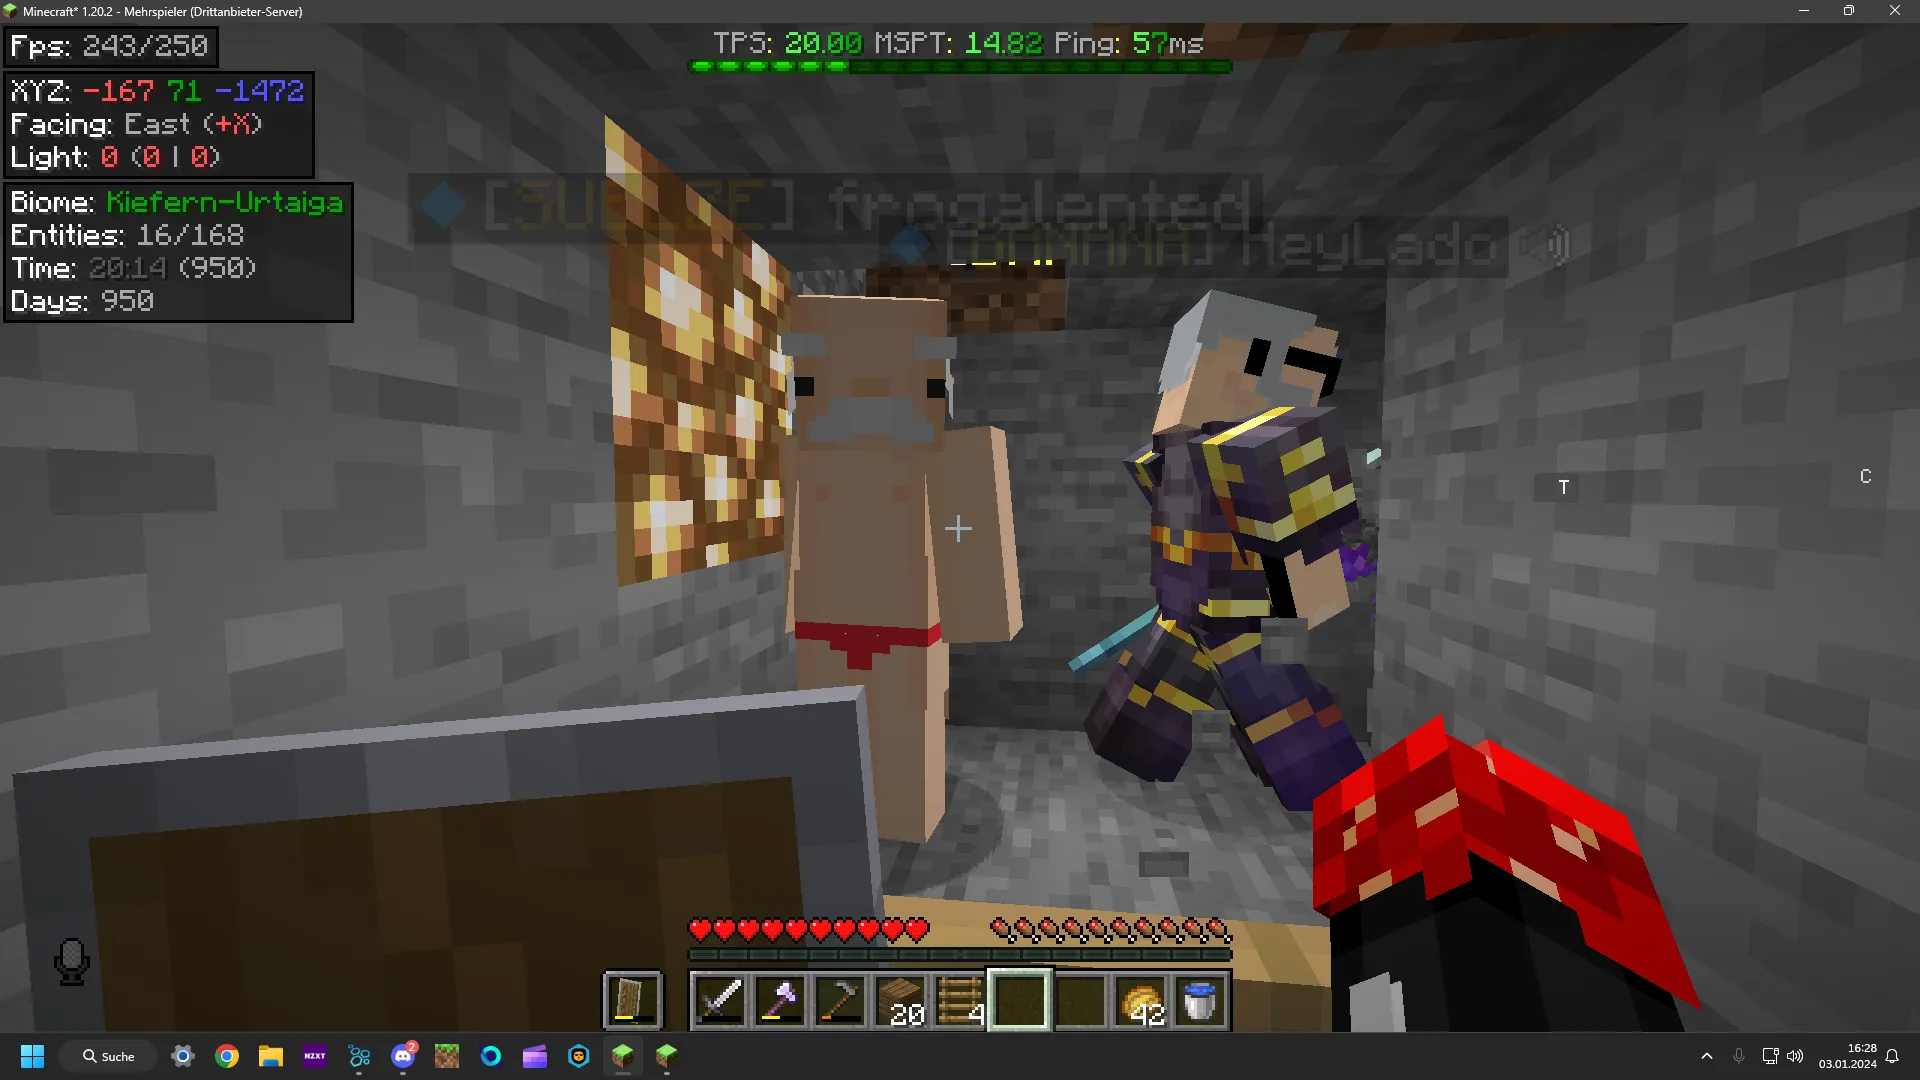 Minecraft* 1.20.2 - Mehrspieler (Drittanbieter-Server)
Fps: 243/250
TPS: 20.00 MSPT: 14.82 Ping: 57ms
XYZ: -167 71 -1472
Facing: East (+X)
Light: 0 (0 | 0)
Biome: Kiefern-Urtaiga
Entities: 16/168
Time: 20:14 (950)
Days: 950
frogalented
[BANANA] HeyLado
T
C
20
4
42
Suche
NZXT
2
16:28
03.01.2024